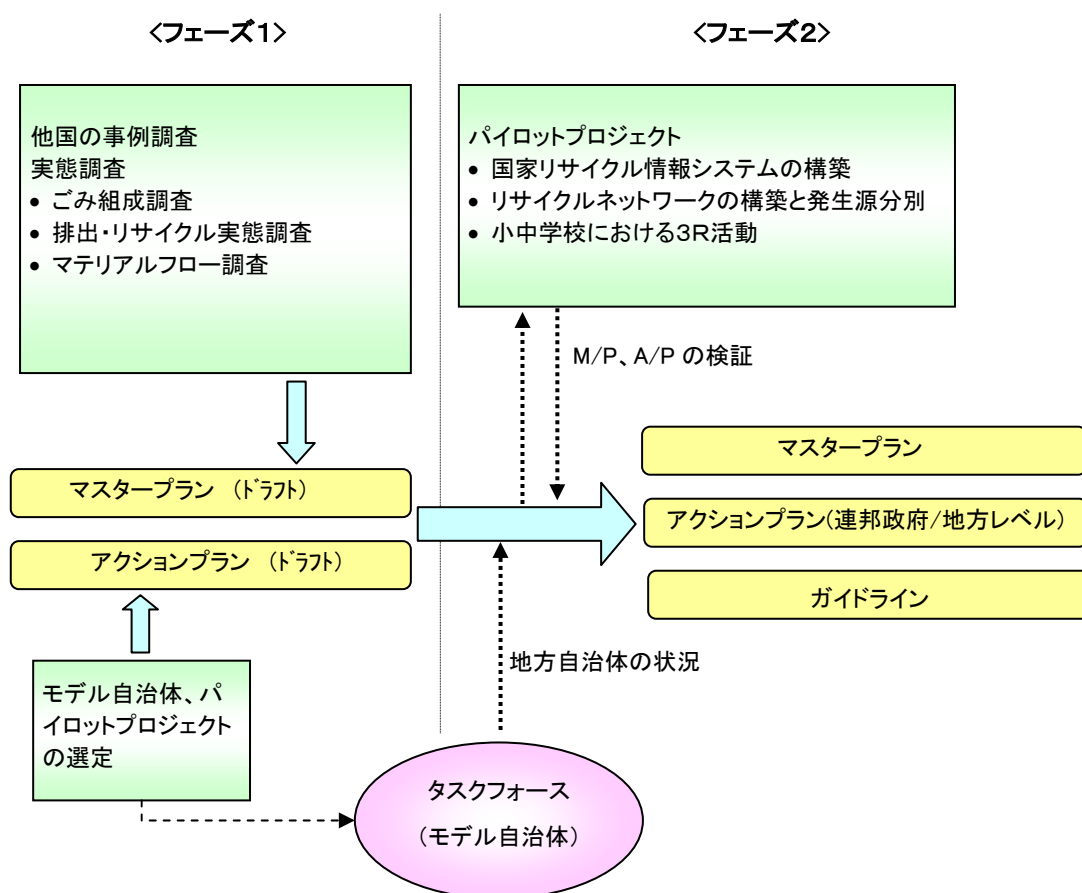 <フェーズ1>
<フェーズ2>
他国の事例調査
実態調査
• ごみ組成調査
• 排出・リサイクル実態調査
• マテリアルフロー調査
パイロットプロジェクト
• 国家リサイクル情報システムの構築
• リサイクルネットワークの構築と発生源分別
• 小中学校における3R活動
M/P、A/P の検証
マスタープラン (ﾄﾞﾗﾌﾄ)
アクションプラン (ﾄﾞﾗﾌﾄ)
マスタープラン
アクションプラン(連邦政府/地方レベル)
ガイドライン
地方自治体の状況
モデル自治体、パ
イロットプロジェクト
の選定
タスクフォース
(モデル自治体)